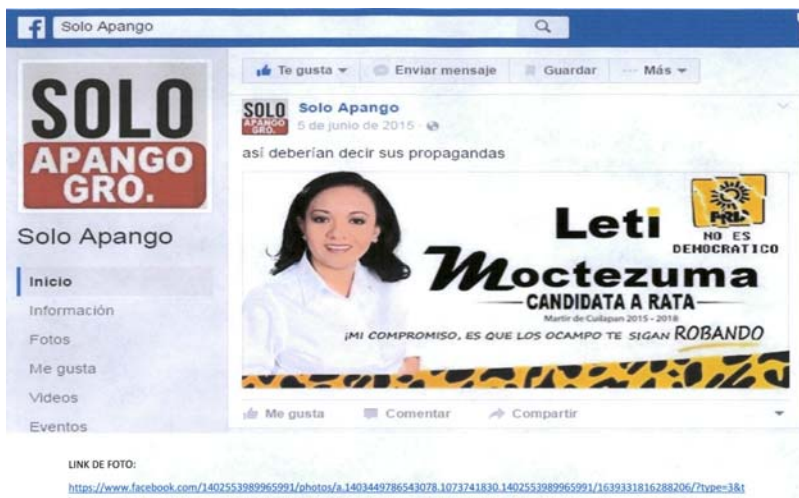 Solo Apango
SOLO
APANGO
GRO.
Solo Apango
Inicio
Información
Fotos
Me gusta
Videos
Eventos
Te gusta
Enviar mensaje
Guardar
Más
SOLO
APANGO
GRO.
Solo Apango
5 de junio de 2015
así deberían decir sus propagandas
Leti
PRD
NO ES
DEMOCRATICO
Moctezuma
CANDIDATA A RATA
Martir de Cuilapan 2015 - 2018
¡MI COMPROMISO, ES QUE LOS OCAMPO TE SIGAN ROBANDO
Me gusta
Comentar
Compartir
LINK DE FOTO:
https://www.facebook.com/1402553989965991/photos/a.1403449786543078.1073741830.1402553989965991/1639331816288206/?type=3&t